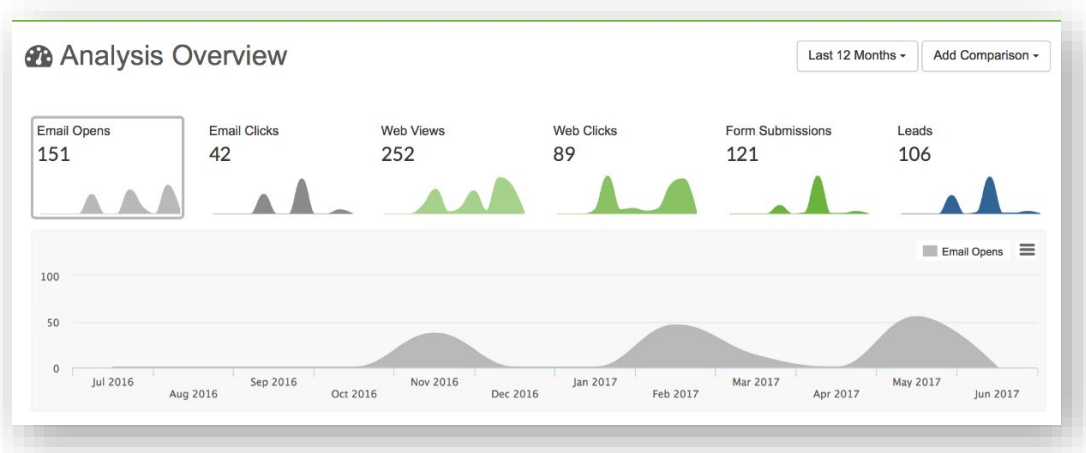 Analysis Overview
Last 12 Months
Add Comparison
Email Opens
151
Email Clicks
42
Web Views
252
Web Clicks
89
Form Submissions
121
Leads
106
Email Opens
100
50
0
Jul 2016
Aug 2016
Sep 2016
Oct 2016
Nov 2016
Dec 2016
Jan 2017
Feb 2017
Mar 2017
Apr 2017
May 2017
Jun 2017